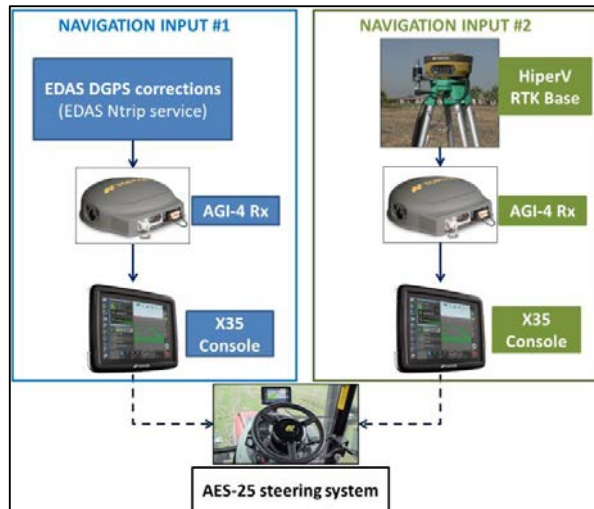 NAVIGATION INPUT #1
EDAS DGPS corrections
(EDAS Ntrip service)
AGI-4 Rx
X35
Console
NAVIGATION INPUT #2
HiperV
RTK Base
AGI-4 Rx
X35
Console
AES-25 steering system